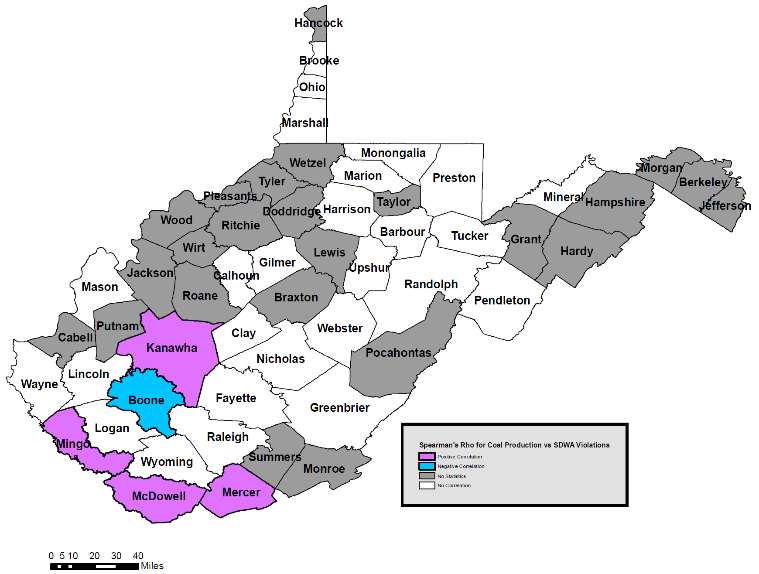 Hancock
Brooke
Ohio
Marshall
Wetzel
Monongalia
Marion
Preston
Tyler
Pleasants
Doddridge
Harrison
Taylor
Mineral
Morgan
Berkeley
Hampshire
Jefferson
Wood
Ritchie
Barbour
Tucker
Grant
Hardy
Wirt
Lewis
Upshur
Gilmer
Calhoun
Jackson
Mason
Roane
Braxton
Randolph
Pendleton
Putnam
Cabell
Kanawha
Clay
Webster
Pocahontas
Nicholas
Lincoln
Wayne
Boone
Fayette
Greenbrier
Logan
Mingo
Raleigh
Wyoming
Summers
Monroe
McDowell
Mercer
Spearman's Rho for Coal Production vs SDWA Violations
Positive Correlation
Negative Correlation
No Statistics
No Correlation
0 5 10 20 30 40
Miles